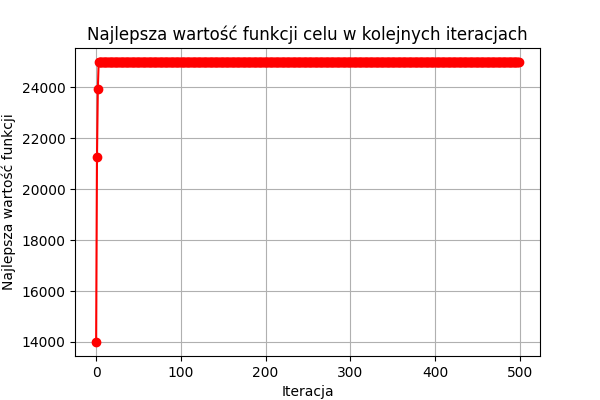 Najlepsza wartość funkcji celu w kolejnych iteracjach
24000
22000
20000
18000
16000
14000
Najlepsza wartość funkcji
0 100 200 300 400 500
Iteracja